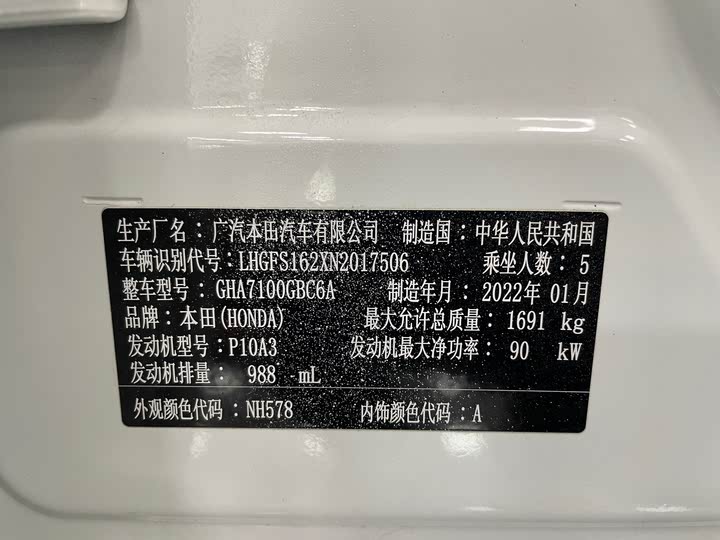 生产厂名：广汽本田汽车有限公司 制造国：中华人民共和国
车辆识别代号：LHGFS162XN2017506 乘坐人数：5
整车型号：GHA7100GBC6A 制造年月：2022年 01月
品牌：本田(HONDA) 最大允许总质量：1691 kg
发动机型号：P10A3 发动机最大净功率：90 kW
发动机排量：988 mL
外观颜色代码：NH578 内饰颜色代码：A